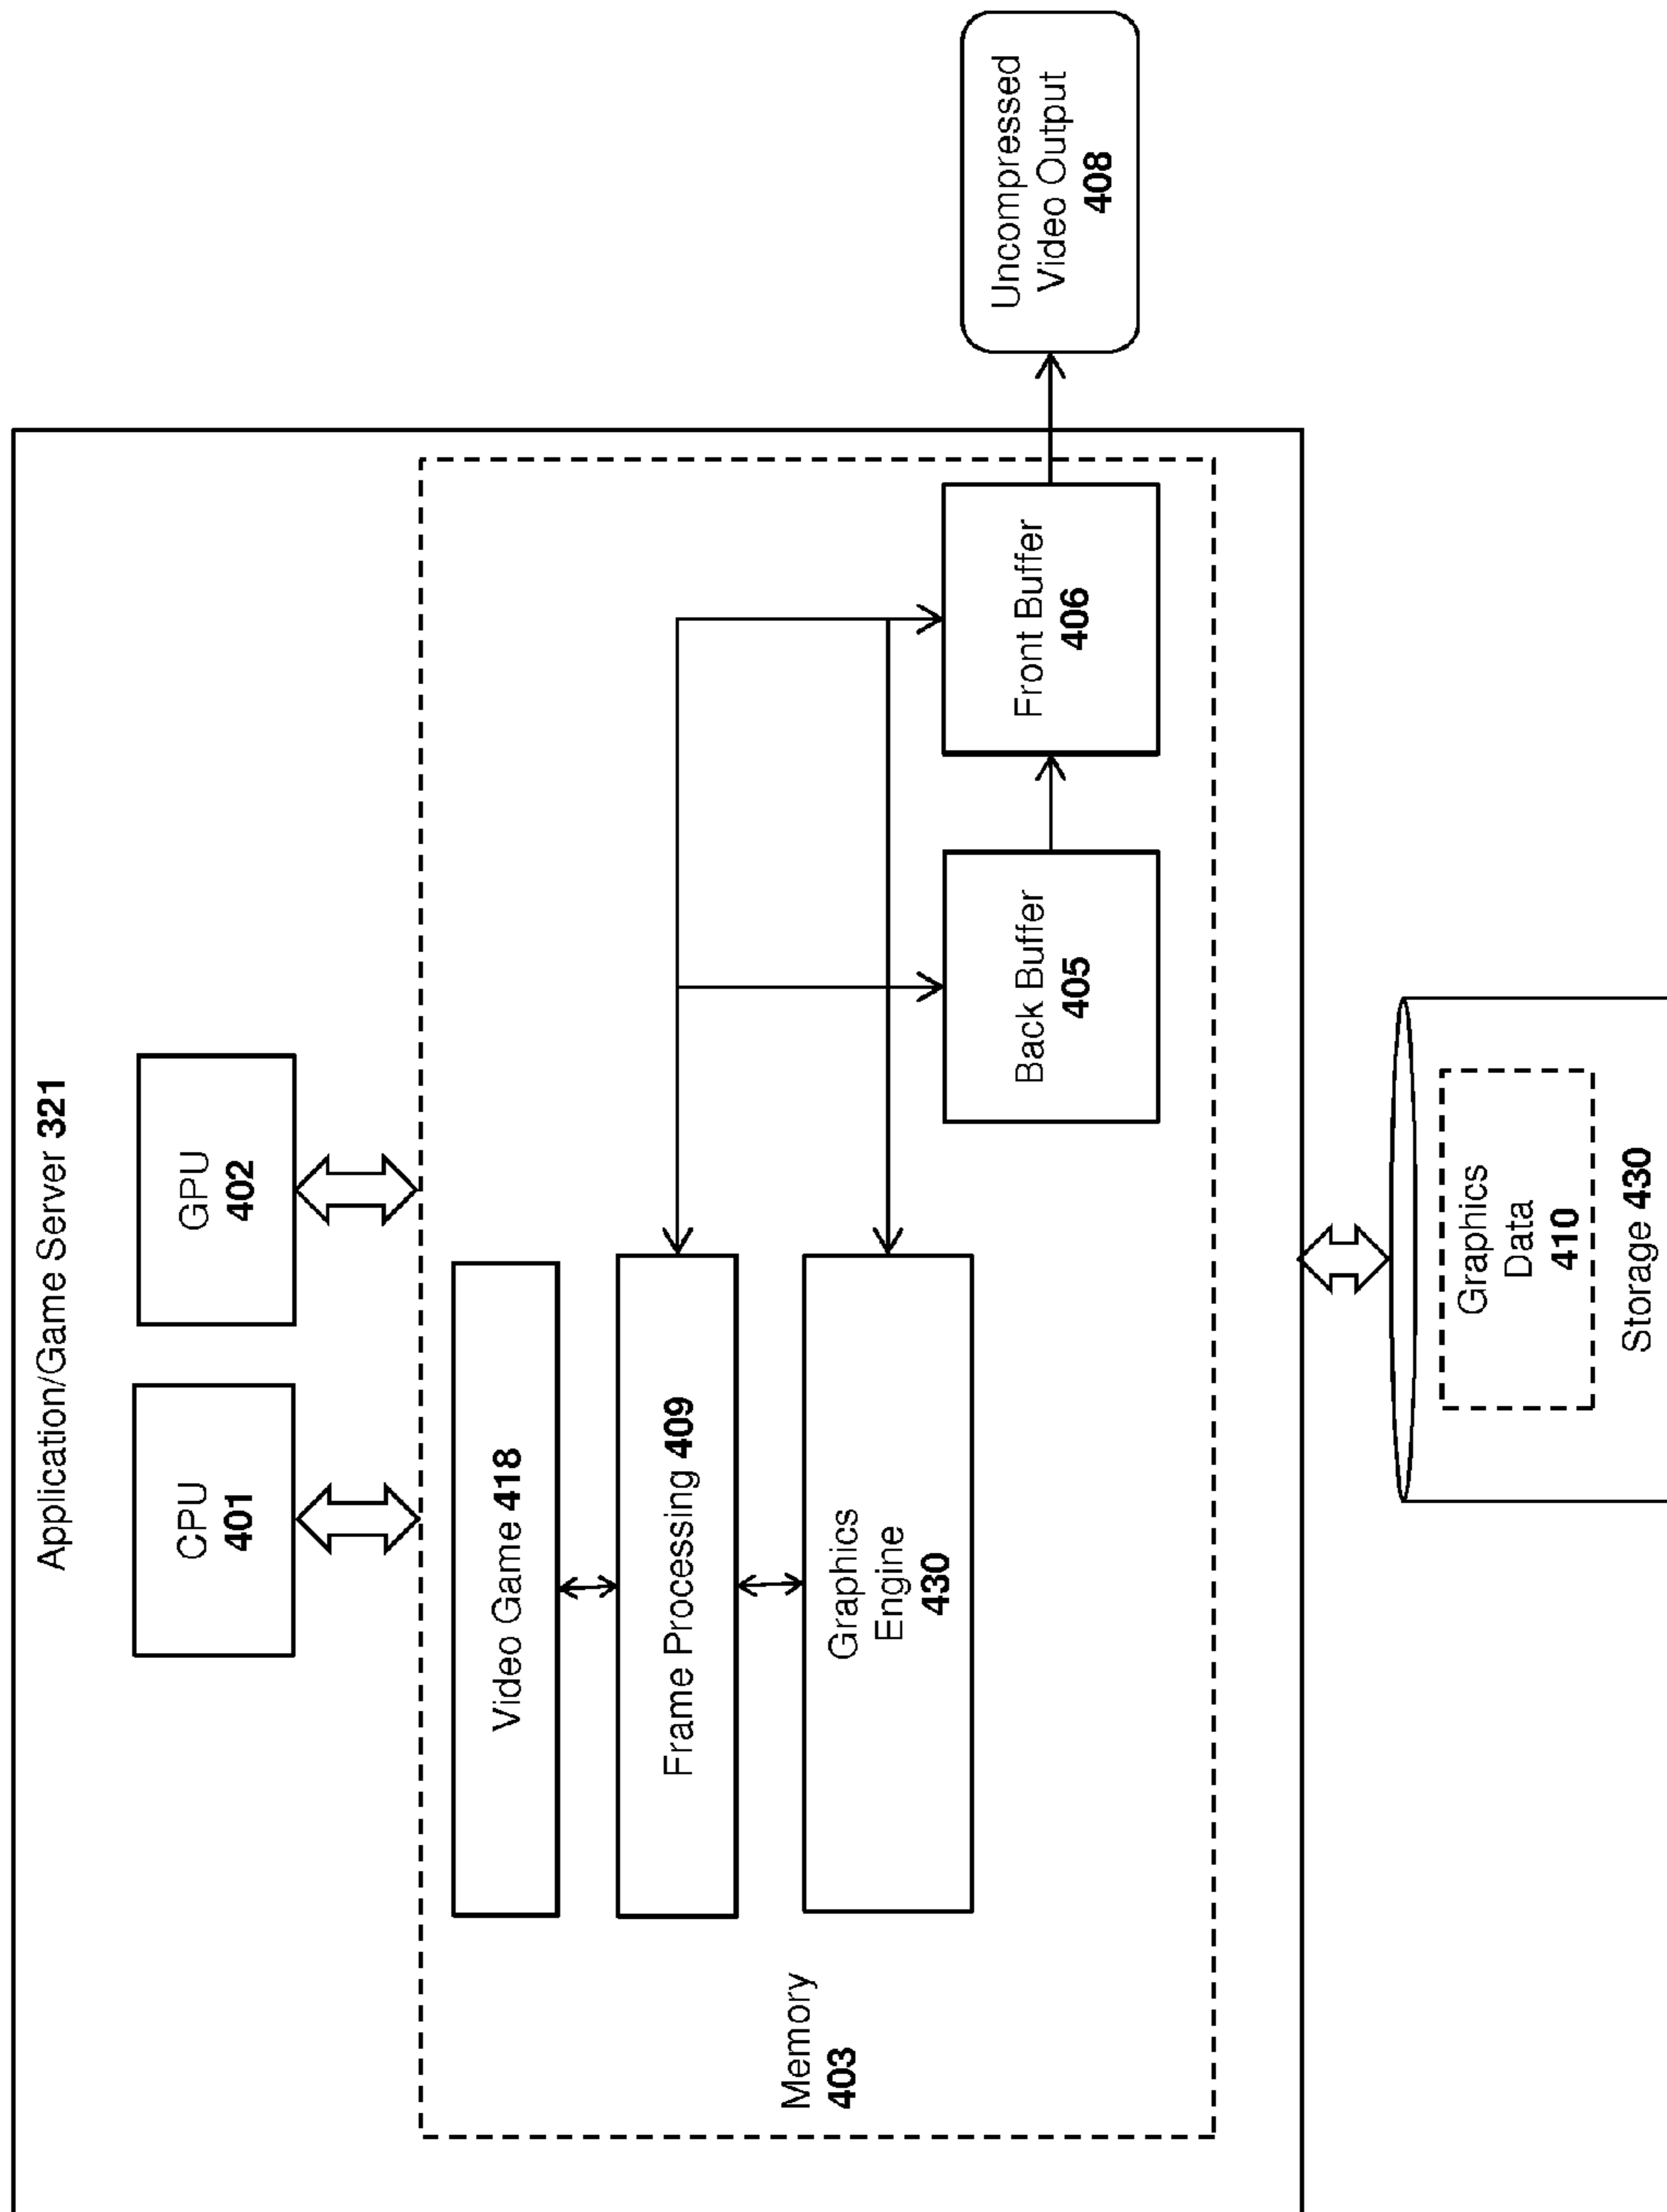 Application/Game Server 321
CPU
401
GPU
402
Video Game 418
Frame Processing 409
Graphics
Engine
430
Memory
403
Back Buffer
405
Front Buffer
406
Uncompressed
Video Output
408
Graphics
Data
410
Storage 430